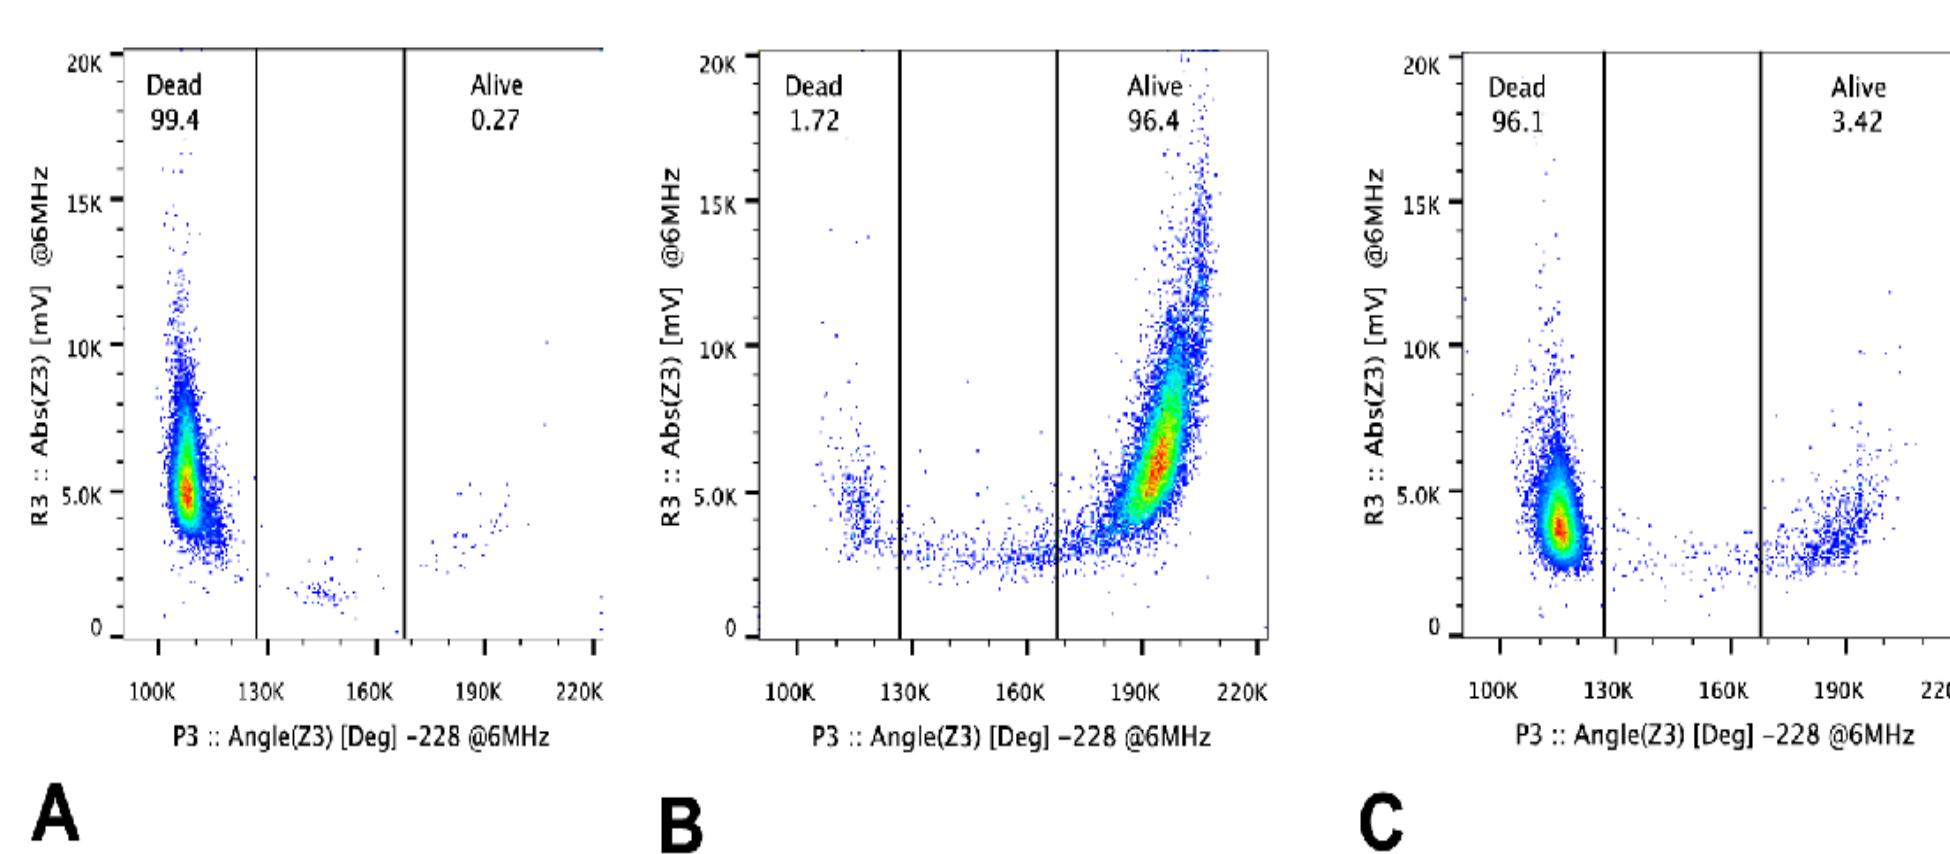 20K
Dead
99.4
Alive
0.27
15K
10K
5.0K
0
R3 :: Abs(Z3) [mV] @6MHz
100K 130K 160K 190K 220K
P3 :: Angle(Z3) [Deg] -228 @6MHz
A
20K
Dead
1.72
Alive
96.4
15K
10K
5.0K
0
R3 :: Abs(Z3) [mV] @6MHz
100K 130K 160K 190K 220K
P3 :: Angle(Z3) [Deg] -228 @6MHz
B
20K
Dead
96.1
Alive
3.42
15K
10K
5.0K
0
R3 :: Abs(Z3) [mV] @6MHz
100K 130K 160K 190K 220
P3 :: Angle(Z3) [Deg] -228 @6MHz
C